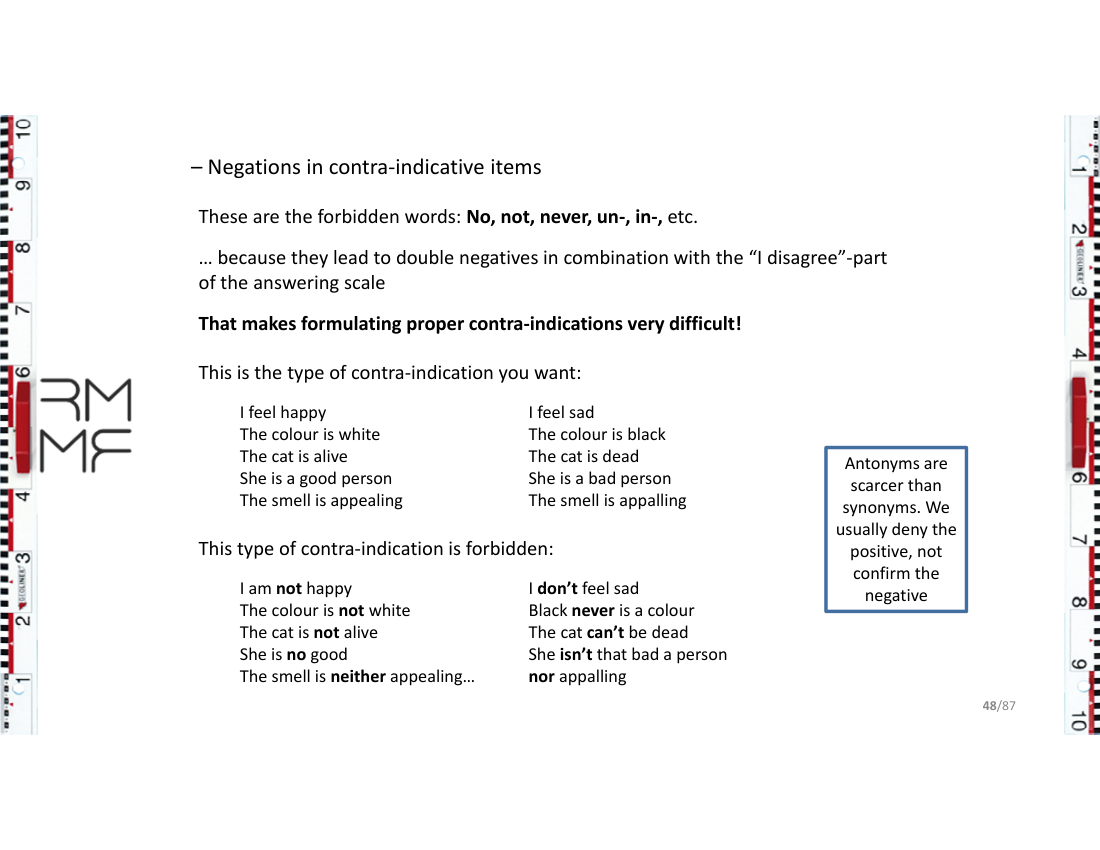 – Negations in contra-indicative items
These are the forbidden words: No, not, never, un-, in-, etc.
… because they lead to double negatives in combination with the “I disagree”-part
of the answering scale
That makes formulating proper contra-indications very difficult!
This is the type of contra-indication you want:
I feel happy
The colour is white
The cat is alive
She is a good person
The smell is appealing
I feel sad
The colour is black
The cat is dead
She is a bad person
The smell is appalling
Antonyms are
scarcer than
synonyms. We
usually deny the
positive, not
confirm the
negative
This type of contra-indication is forbidden:
I am not happy
The colour is not white
The cat is not alive
She is no good
The smell is neither appealing…
I don’t feel sad
Black never is a colour
The cat can’t be dead
She isn’t that bad a person
nor appalling
48/87
RM
MF
10
9
8
7
6
4
3
GEOLINER
2
1
1
2
GEOLINER
3
4
6
7
8
9
10